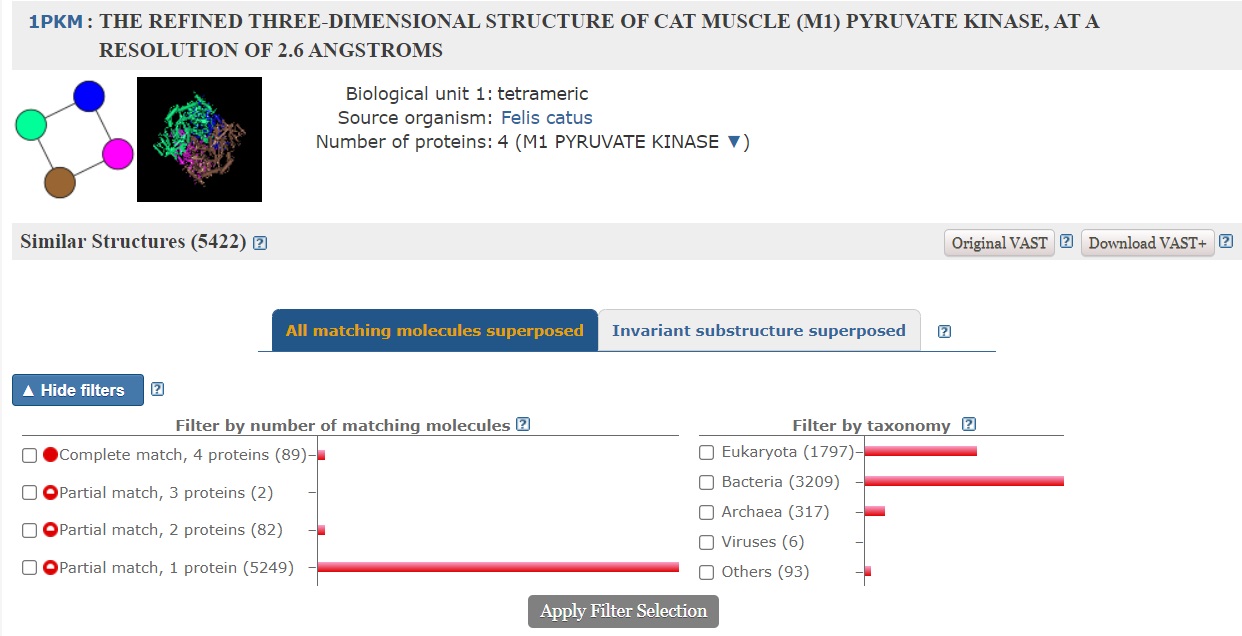 1PKM : THE REFINED THREE-DIMENSIONAL STRUCTURE OF CAT MUSCLE (M1) PYRUVATE KINASE, AT A
RESOLUTION OF 2.6 ANGSTROMS
Biological unit 1: tetrameric
Source organism: Felis catus
Number of proteins: 4 (M1 PYRUVATE KINASE ▼)
Similar Structures (5422) ?
Original VAST ? Download VAST+ ?
All matching molecules superposed
Invariant substructure superposed ?
▲ Hide filters ?
Filter by number of matching molecules ?
Complete match, 4 proteins (89)
Partial match, 3 proteins (2)
Partial match, 2 proteins (82)
Partial match, 1 protein (5249)
Filter by taxonomy ?
Eukaryota (1797)
Bacteria (3209)
Archaea (317)
Viruses (6)
Others (93)
Apply Filter Selection